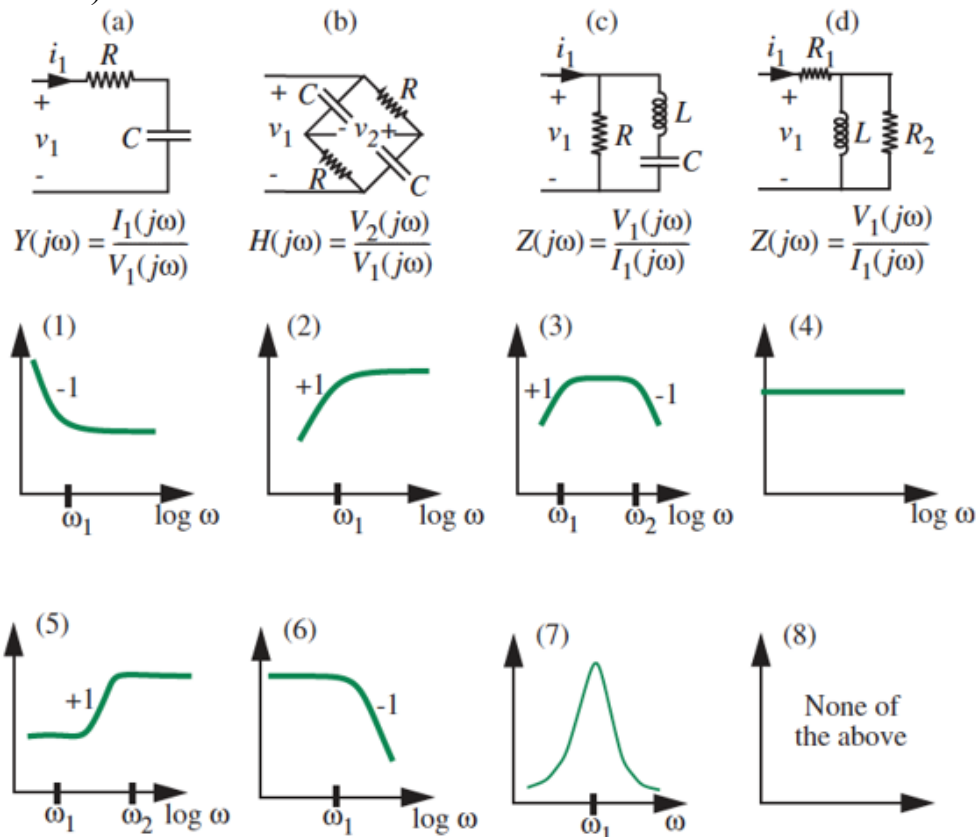 (a) (b) (c) (d)
i₁ R
+
v₁ C
-
+ C R
v₁ - v₂ +
- R C
i₁
+ L
v₁ R
- C
i₁ R₁
+
v₁ L R₂
-
Y(jω) = I₁(jω) / V₁(jω)
H(jω) = V₂(jω) / V₁(jω)
Z(jω) = V₁(jω) / I₁(jω)
Z(jω) = V₁(jω) / I₁(jω)
(1) (2) (3) (4)
-1 +1 +1 -1
ω₁ log ω ω₁ log ω ω₁ ω₂ log ω log ω
(5) (6) (7) (8)
+1 -1 None of
the above
ω₁ ω₂ log ω ω₁ log ω ω₁ ω